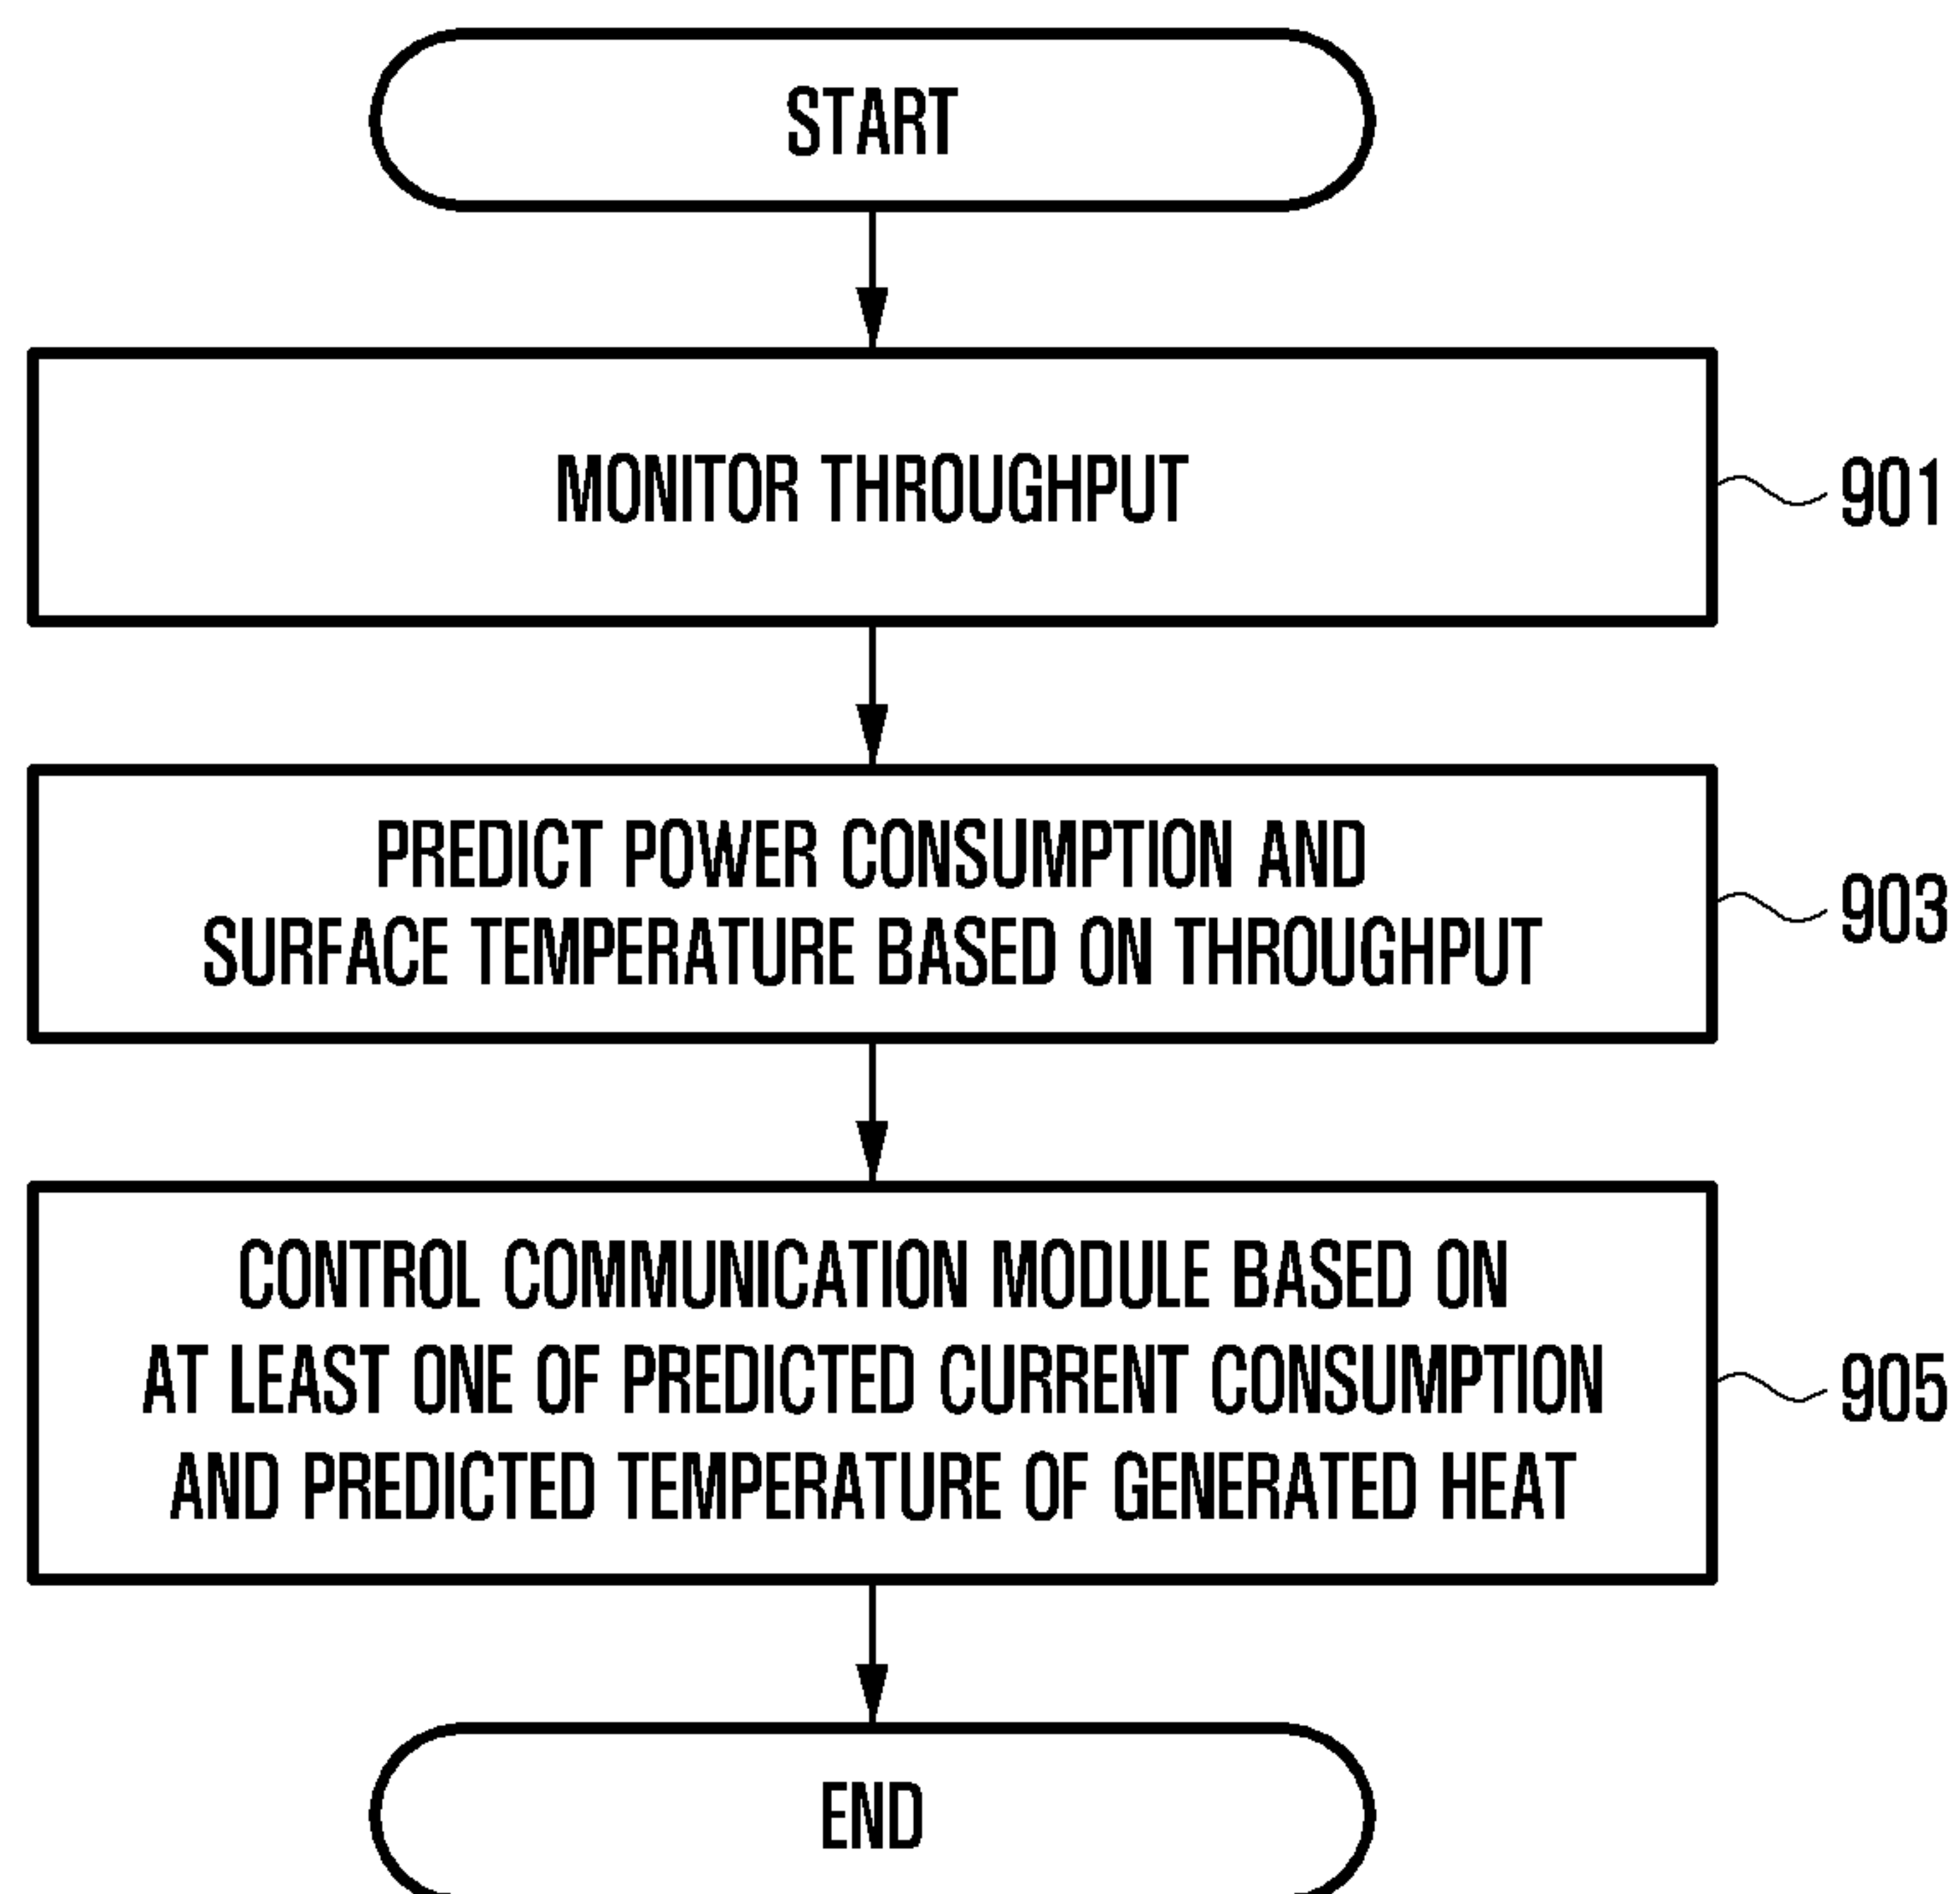 START
MONITOR THROUGHPUT
901
PREDICT POWER CONSUMPTION AND
SURFACE TEMPERATURE BASED ON THROUGHPUT
903
CONTROL COMMUNICATION MODULE BASED ON
AT LEAST ONE OF PREDICTED CURRENT CONSUMPTION
AND PREDICTED TEMPERATURE OF GENERATED HEAT
905
END